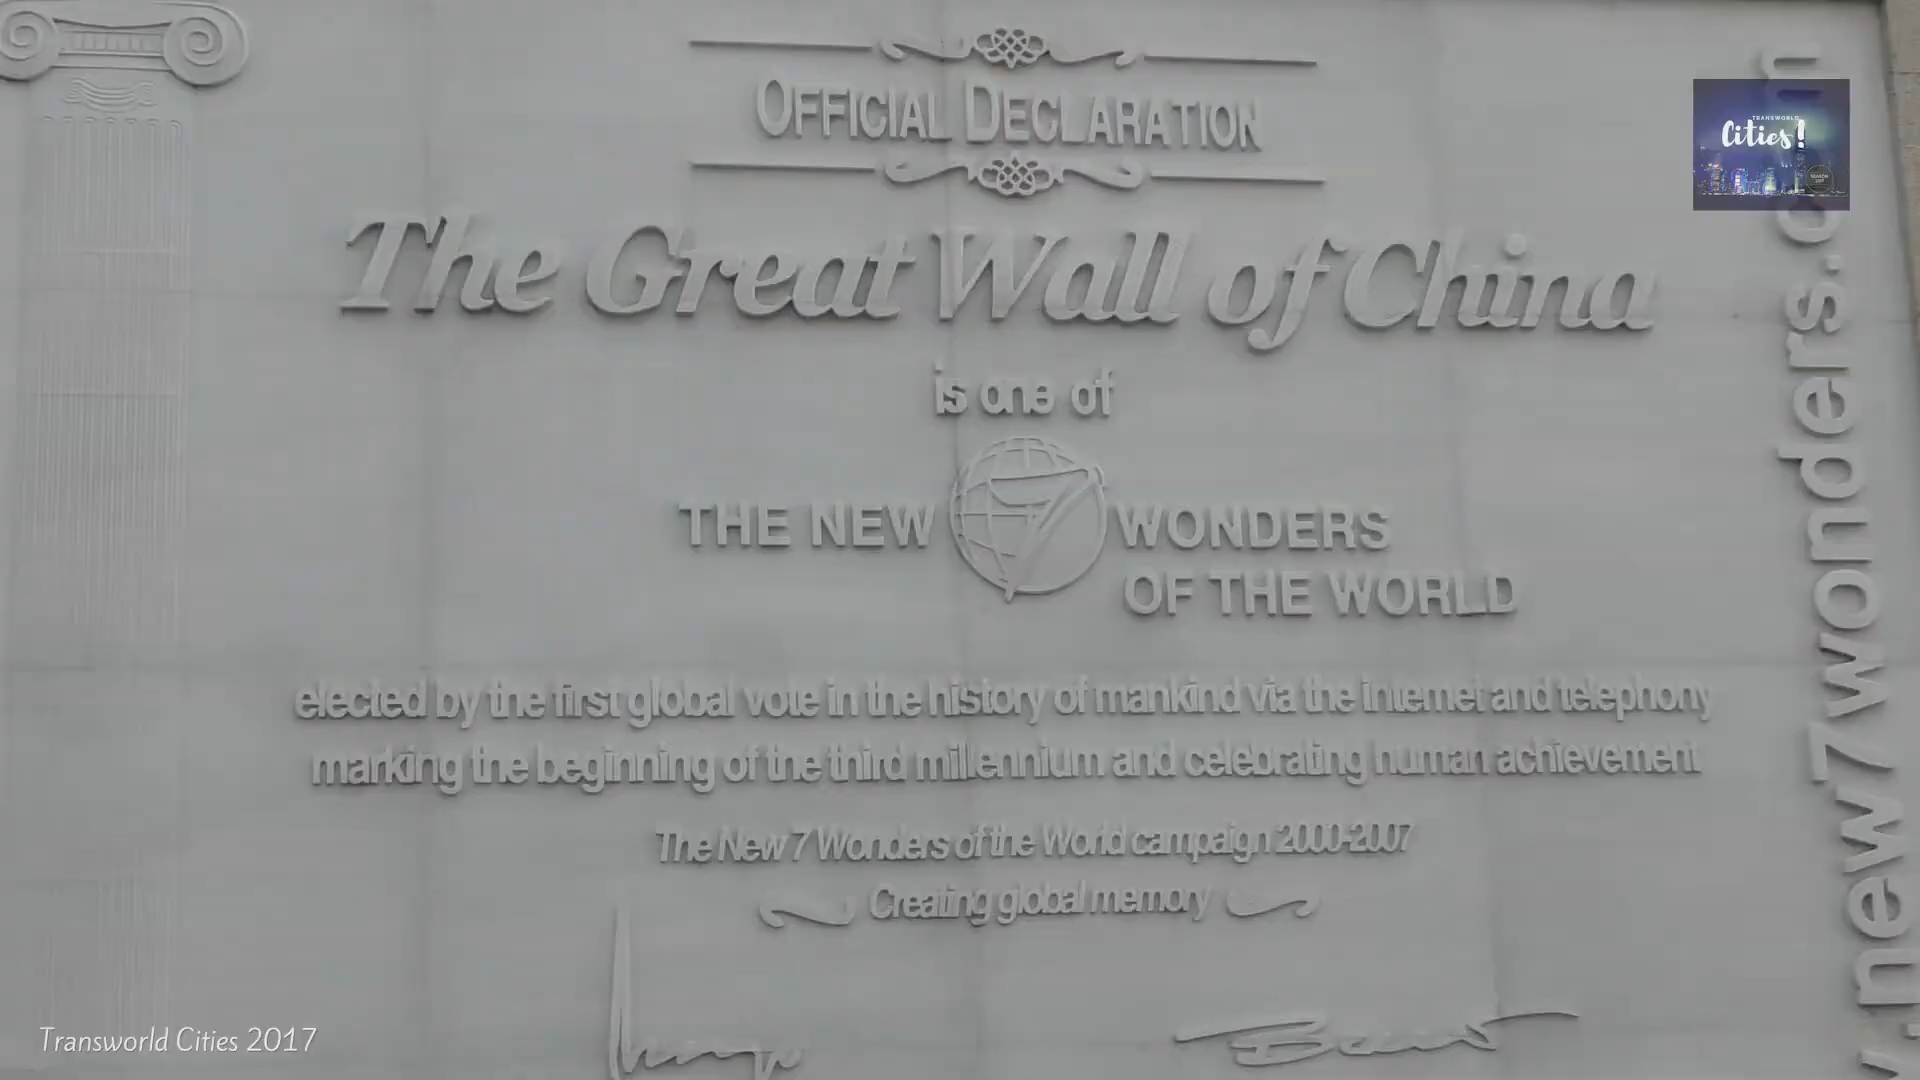 OFFICIAL DECLARATION
The Great Wall of China
is one of
THE NEW 7 WONDERS
OF THE WORLD
elected by the first global vote in the history of mankind via the internet and telephony
marking the beginning of the third millennium and celebrating human achievement
The New 7 Wonders of the World campaign 2000-2007
Creating global memory
new7wonders.com
TRANSWORLD
Cities!
Transworld Cities 2017